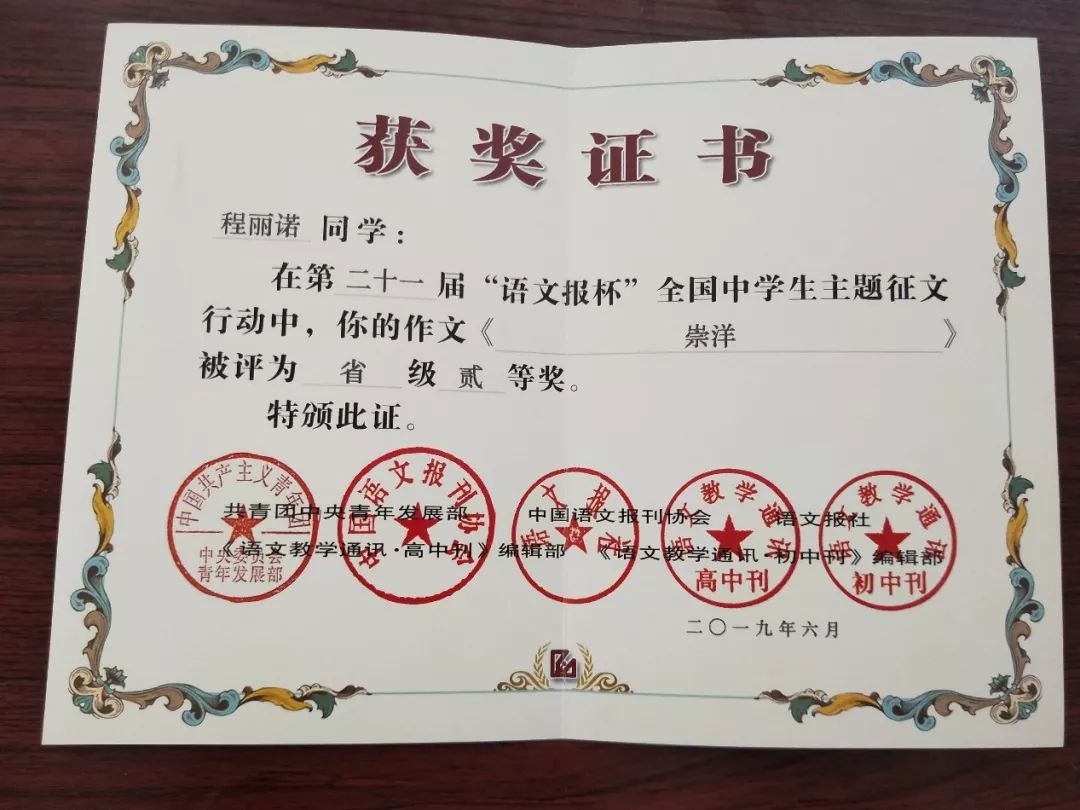 获奖证书
程丽诺 同学：
在第 二十一 届“语文报杯”全国中学生主题征文
行动中，你的作文《 崇洋 》
被评为 省 级 贰 等奖。
特颁此证。
共青团中央青年发展部 中国语文报刊协会 语文报社
《语文教学通讯·高中刊》编辑部 《语文教学通讯·初中刊》编辑部
中国共产主义青年团
中央委员会
青年发展部
中国语文报刊协会
语文报社
语文教学通讯
高中刊
语文教学通讯
初中刊
二〇一九年六月